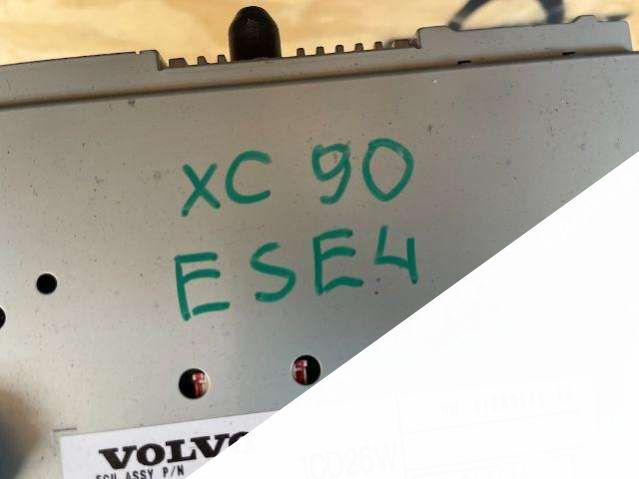 XC 90
ESE4
VOLVO
ECU ASSY P/N